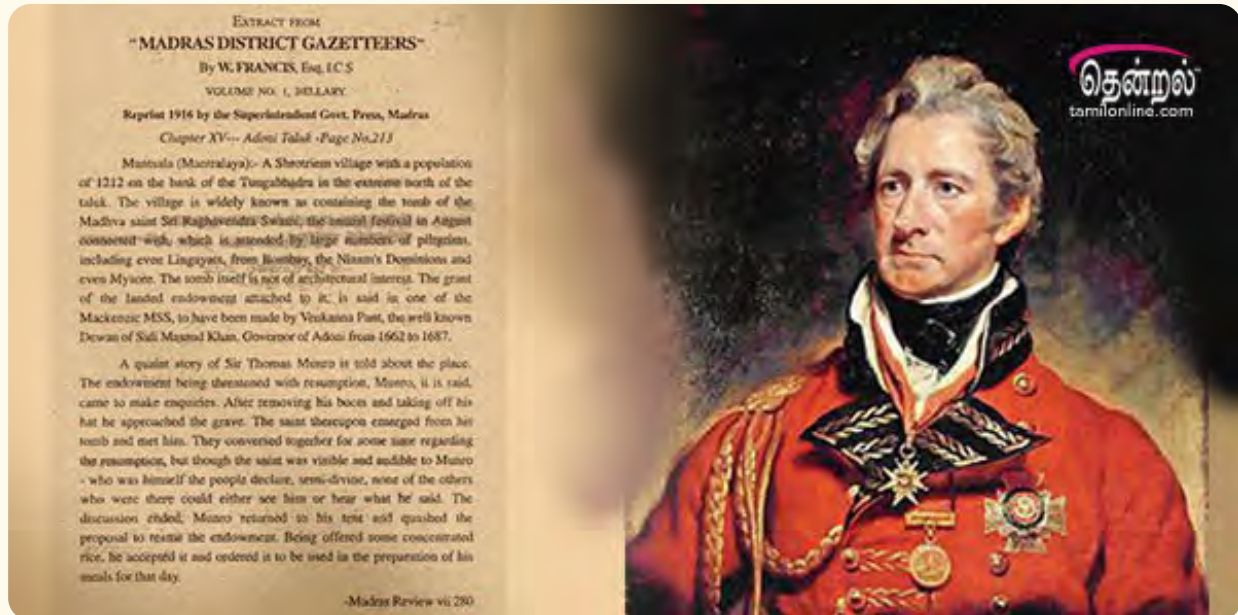 EXTRACT FROM
"MADRAS DISTRICT GAZETTEERS"
By W. FRANCIS, Esq, I.C.S
VOLUME NO. 1, BELLARY
Reprint 1916 by the Superintendent Govt. Press, Madras
Chapter XV--- Adoni Taluk -Page No.213
Mantsala (Mantralaya):- A Shrotriem village with a population
of 1212 on the bank of the Tungabhadra in the extreme north of the
taluk. The village is widely known as containing the tomb of the
Madhva saint Sri Raghavendra Swami, the annual festival in August
connected with, which is attended by large numbers of pilgrims,
including even Lingayats, from Bombay, the Nizam's Dominions and
even Mysore. The tomb itself is not of architectural interest. The grant
of the landed endowment attached to it, is said in one of the
Mackenzie MSS, to have been made by Venkanna Pant, the well known
Dewan of Sidi Masaud Khan, Governor of Adoni from 1662 to 1687.
A quaint story of Sir Thomas Munro is told about the place.
The endowment being threatened with resumption, Munro, it is said,
came to make enquiries. After removing his boots and taking off his
hat he approached the grave. The saint thereupon emerged from his
tomb and met him. They conversed together for some time regarding
the resumption, but though the saint was visible and audible to Munro
- who was himself the people declare, semi-divine, none of the others
who were there could either see him or hear what he said. The
discussion ended, Munro returned to his tent and quashed the
proposal to resume the endowment. Being offered some concentrated
rice, he accepted it and ordered it to be used in the preparation of his
meals for that day.
-Madras Review vii 280
தென்றல்
tamilonline.com